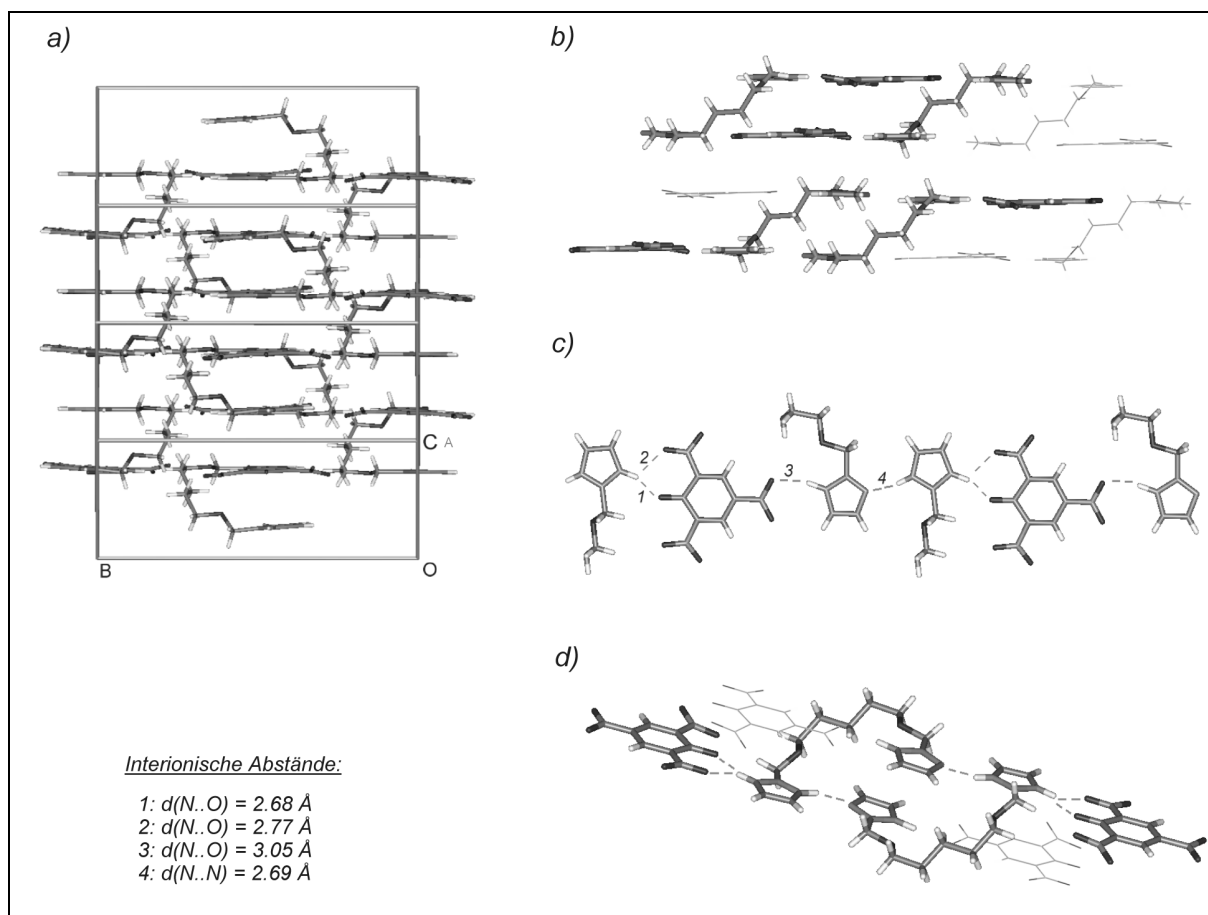 a)
b)
C A
B
O
c)
2
1
3
4
d)
Interionische Abstände:
1: d(N..O) = 2.68 Å
2: d(N..O) = 2.77 Å
3: d(N..O) = 3.05 Å
4: d(N..N) = 2.69 Å